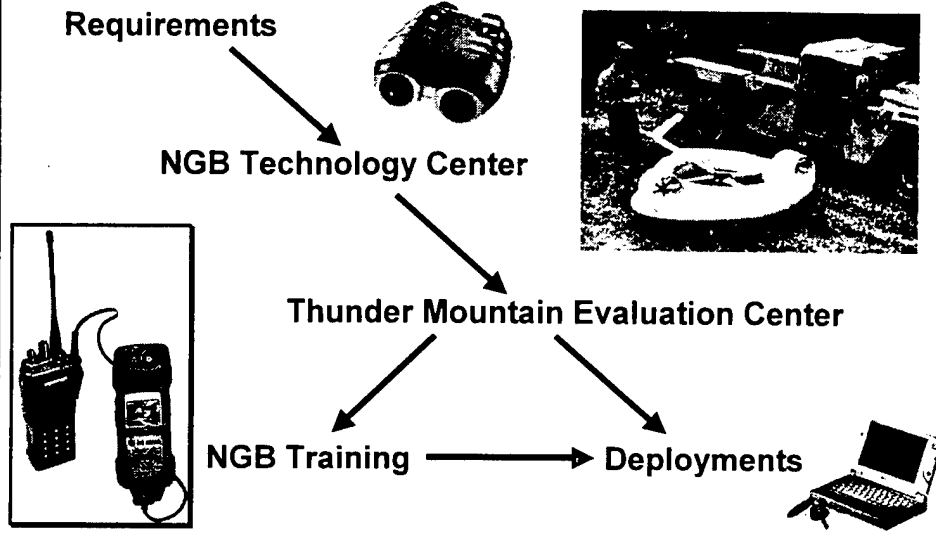 Requirements
NGB Technology Center
Thunder Mountain Evaluation Center
NGB Training
Deployments